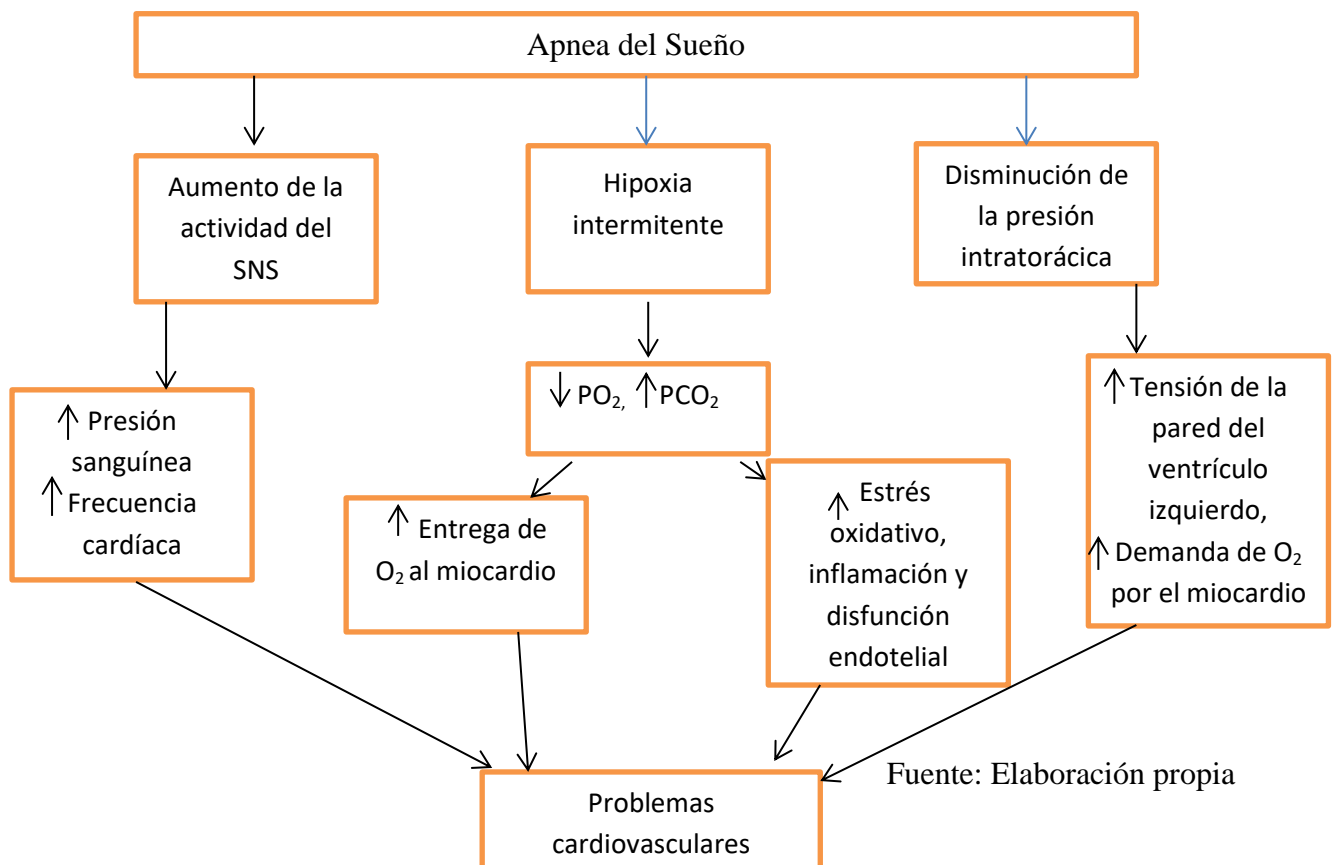 Apnea del Sueño
Aumento de la
actividad del
SNS
Hipoxia
intermitente
Disminución de
la presión
intratorácica
↑ Presión
sanguínea
↑ Frecuencia
cardíaca
↓ PO₂, ↑PCO₂
↑ Entrega de
O₂ al miocardio
↑ Estrés
oxidativo,
inflamación y
disfunción
endotelial
↑ Tensión de la
pared del
ventrículo
izquierdo,
↑ Demanda de O₂
por el miocardio
Problemas
cardiovasculares
Fuente: Elaboración propia